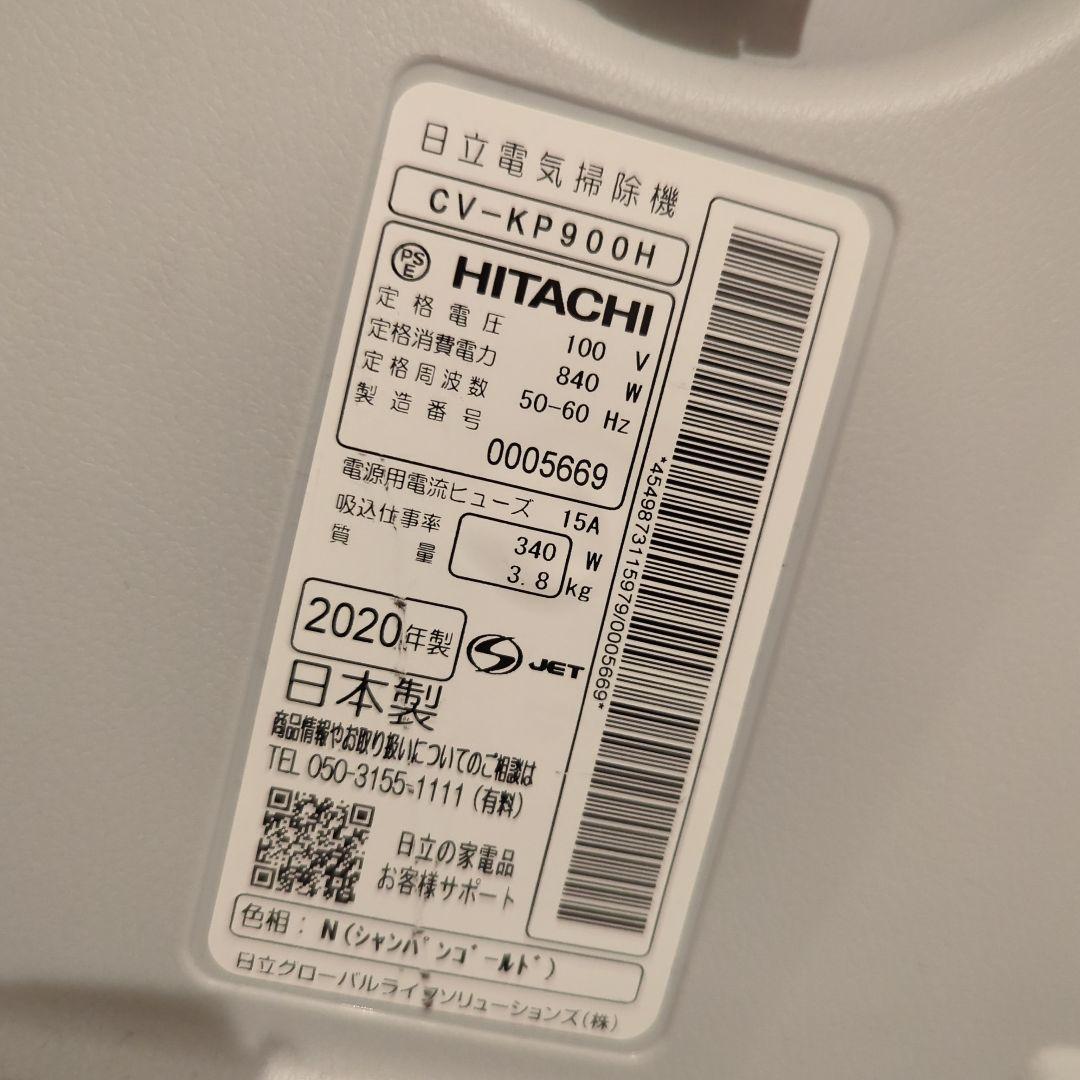 日立電気掃除機
CV-KP900H
PS E HITACHI
定格電圧 100 V
定格消費電力 840 W
定格周波数 50-60 Hz
製造番号
0005669
電源用電流ヒューズ 15A
吸込仕事率 340 W
質量 3.8 kg
2020年製 S JET
日本製
商品情報やお取り扱いについてのご相談は
TEL 050-3155-1111(有料)
日立の家電品
お客様サポート
色相: N(シャンパンゴールド)
日立グローバルライフソリューションズ(株)
*4549873115979/0005669*